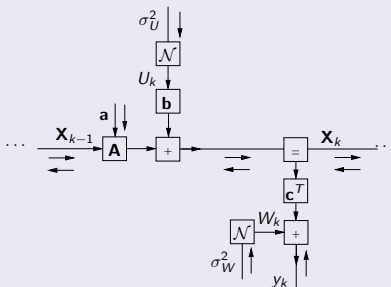 σ²_U
𝒩
U_k
a
b
... X_{k−1}
A
+
=
X_k ...
c^T
W_k
𝒩
+
σ²_W
y_k